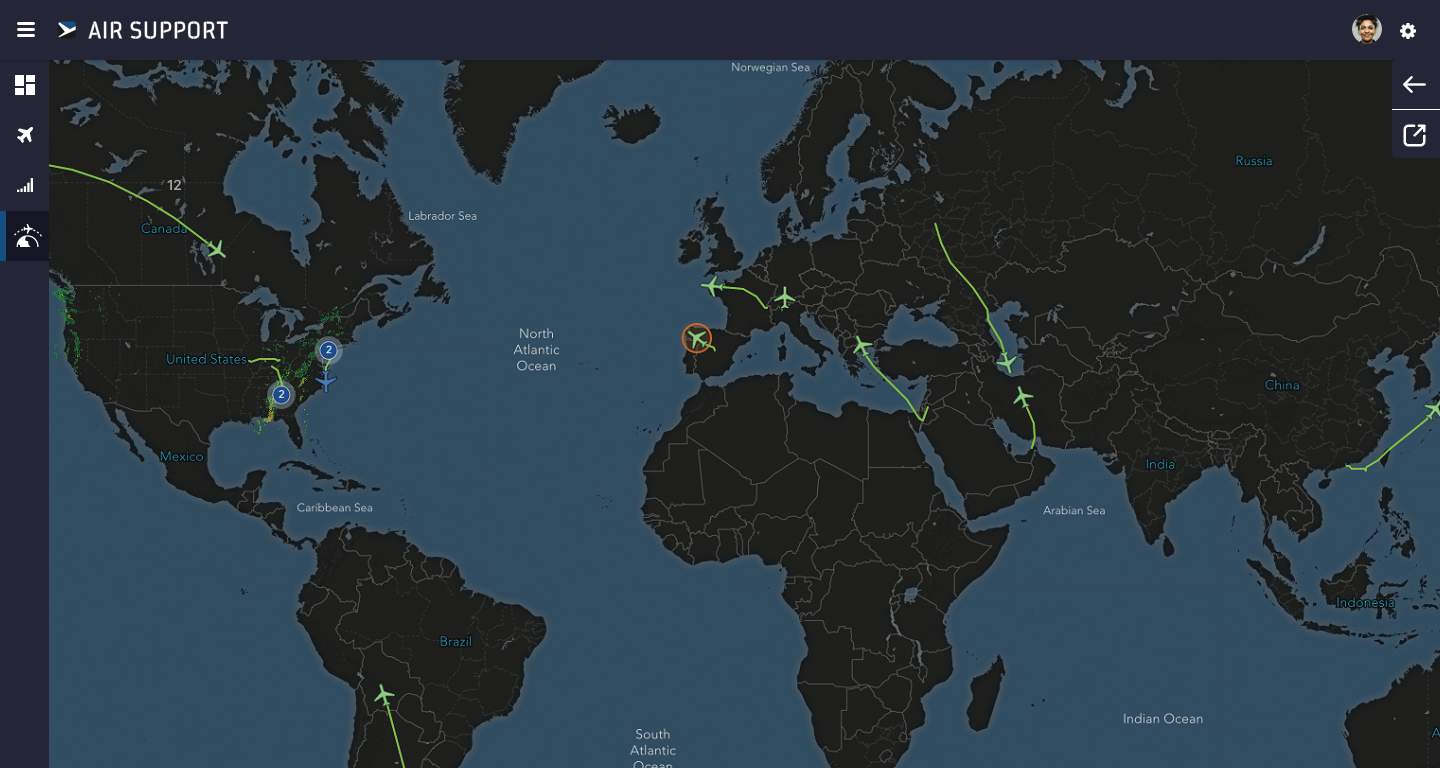 AIR SUPPORT
Norwegian Sea
Russia
12
Labrador Sea
Canada
North
Atlantic
Ocean
2
United States
China
2
Mexico
India
Caribbean Sea
Arabian Sea
Indonesia
Brazil
Indian Ocean
South
Atlantic
Ocean
A